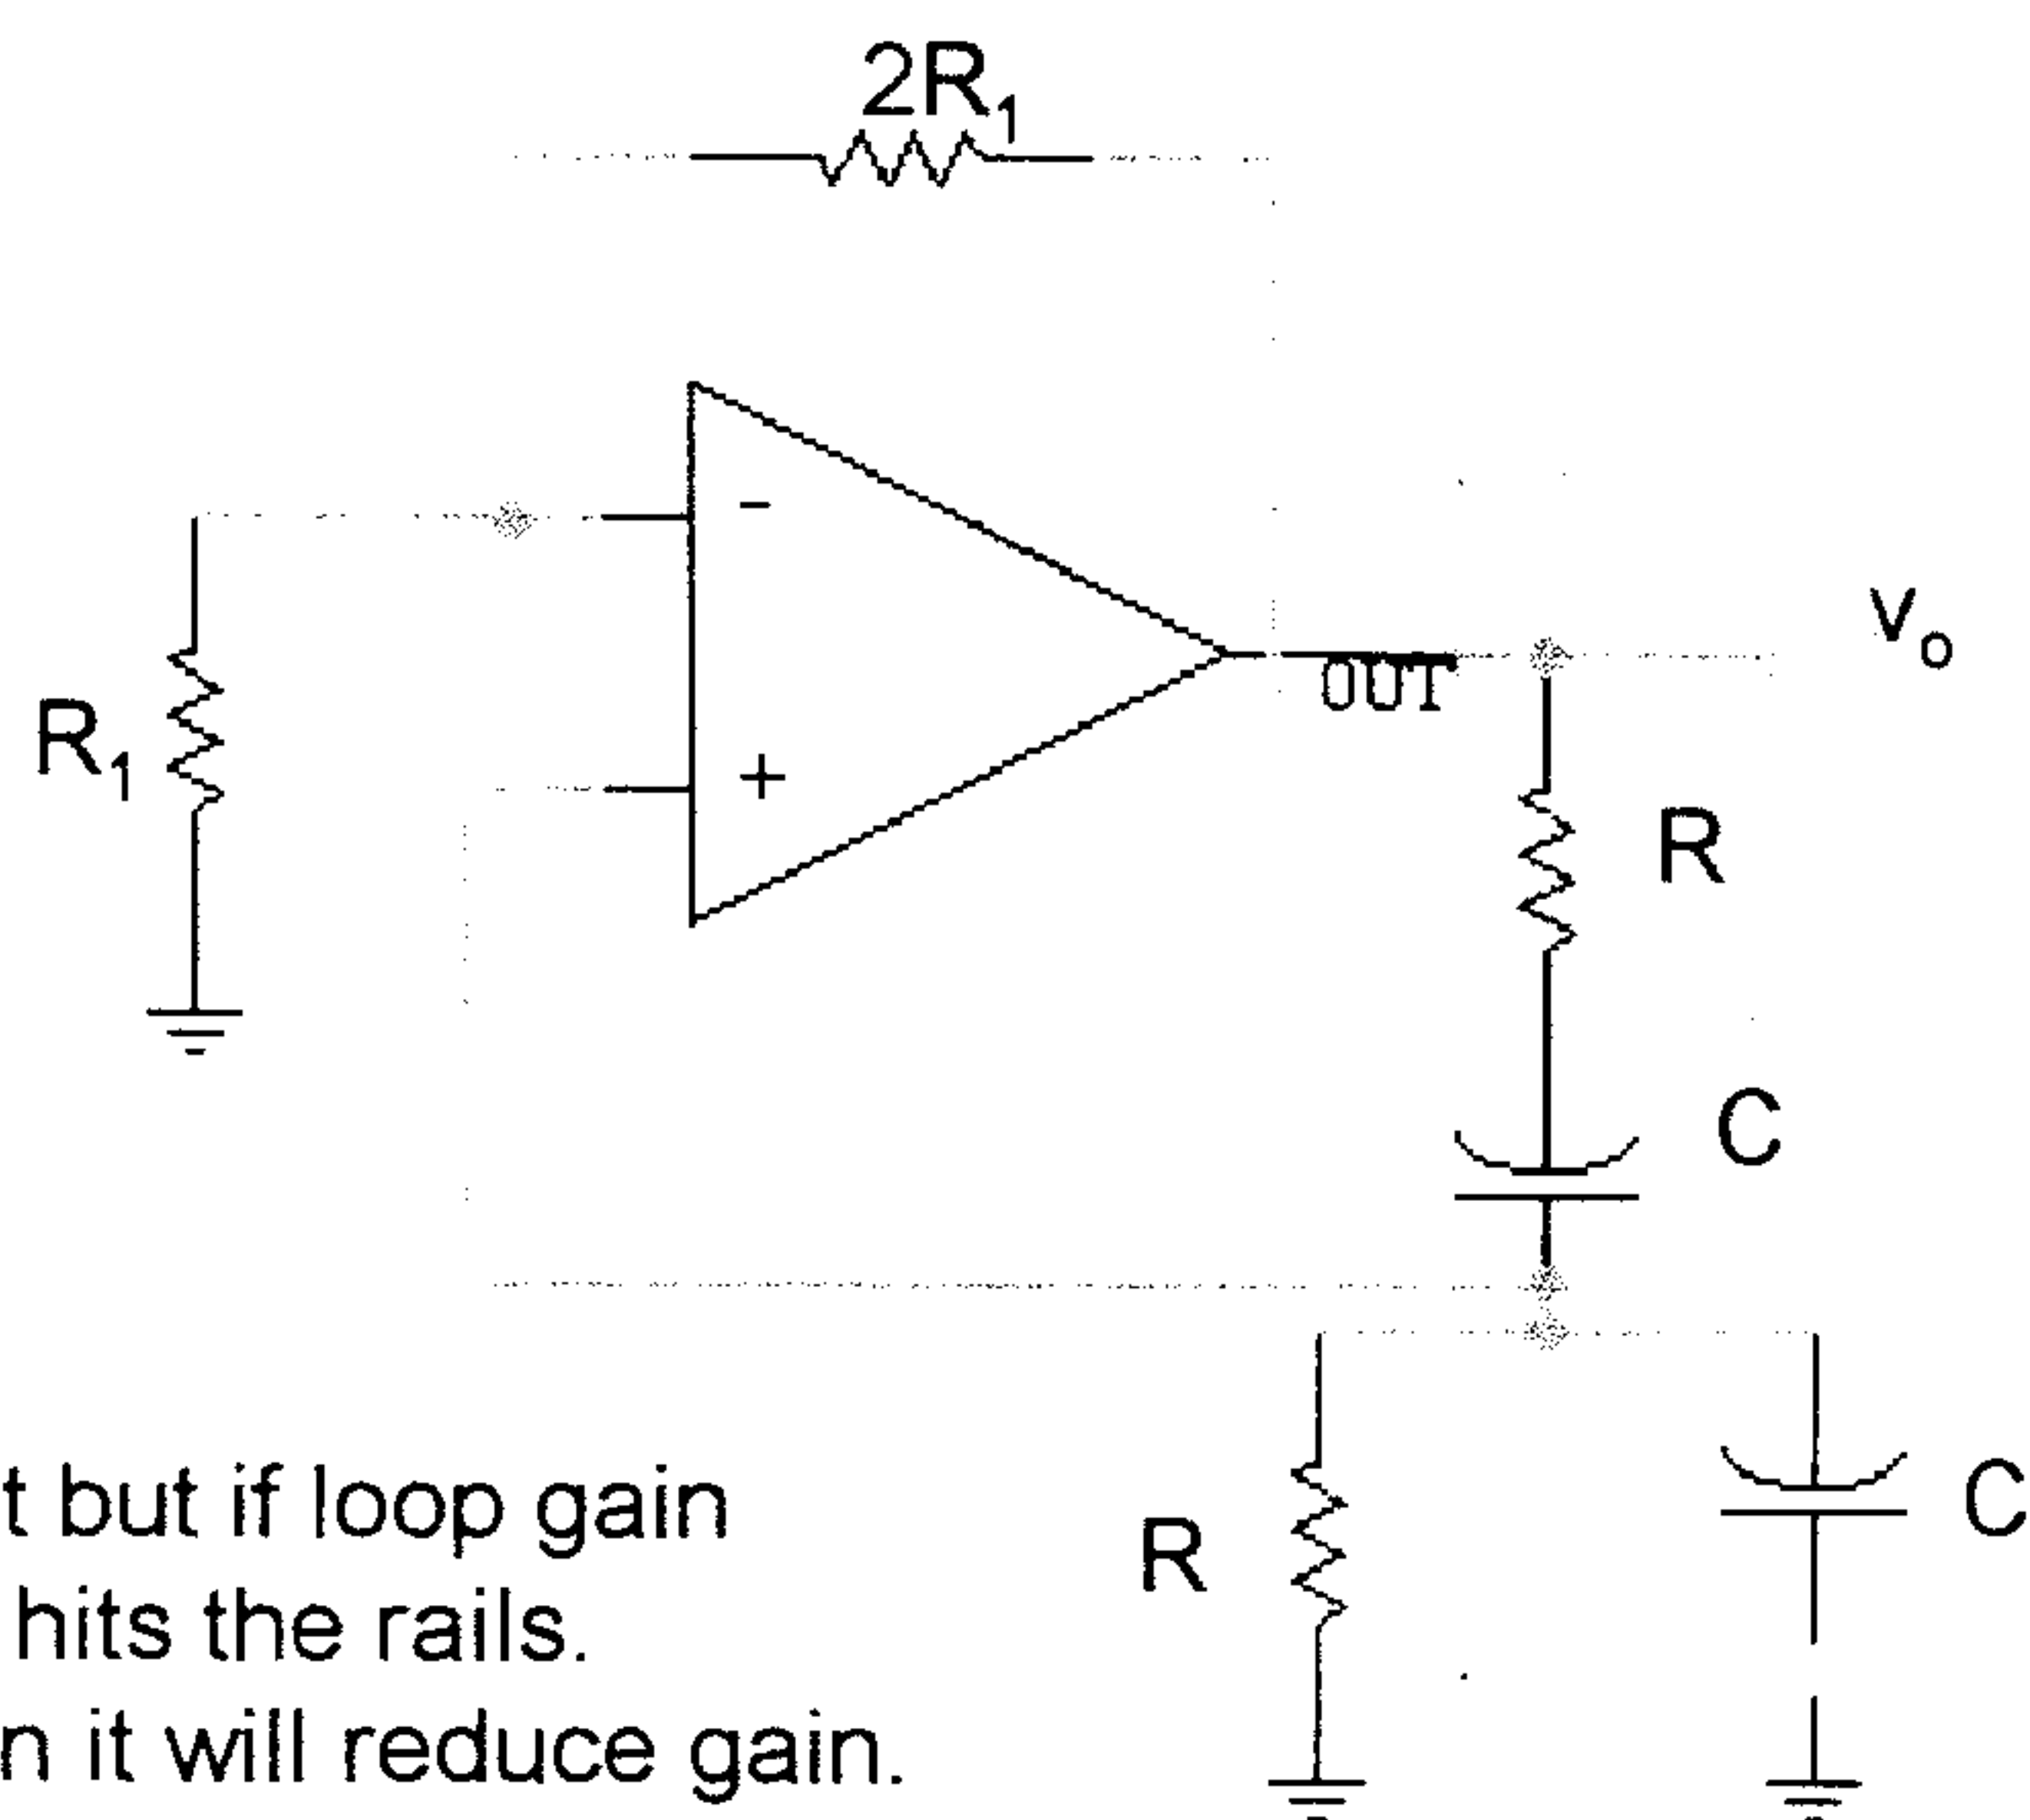 2R1
-
vo
OUT
R1
+
R
C
t but if loop gain
C
R
hits the rails.
n it will reduce gain.